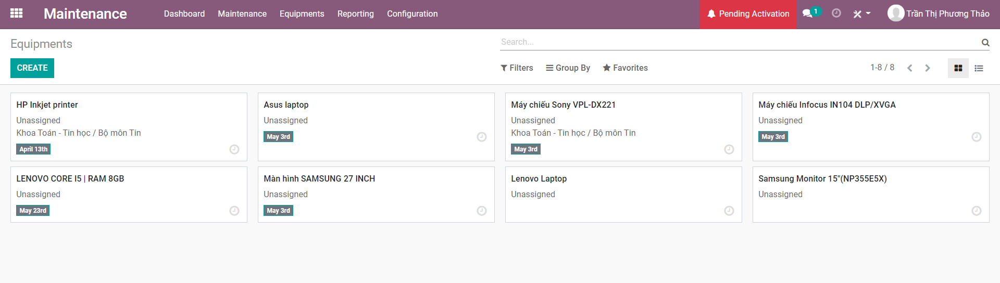 Maintenance
Dashboard
Maintenance
Equipments
Reporting
Configuration
Pending Activation
1
Trần Thị Phương Thảo
Equipments
Search...
CREATE
Filters
Group By
Favorites
1-8 / 8
HP Inkjet printer
Unassigned
Khoa Toán - Tin học / Bộ môn Tin
April 13th
Asus laptop
Unassigned
May 3rd
Máy chiếu Sony VPL-DX221
Unassigned
Khoa Toán - Tin học / Bộ môn Tin
May 3rd
Máy chiếu Infocus IN104 DLP/XVGA
Unassigned
May 3rd
LENOVO CORE I5 | RAM 8GB
Unassigned
May 23rd
Màn hình SAMSUNG 27 INCH
Unassigned
May 3rd
Lenovo Laptop
Unassigned
Samsung Monitor 15"(NP355E5X)
Unassigned